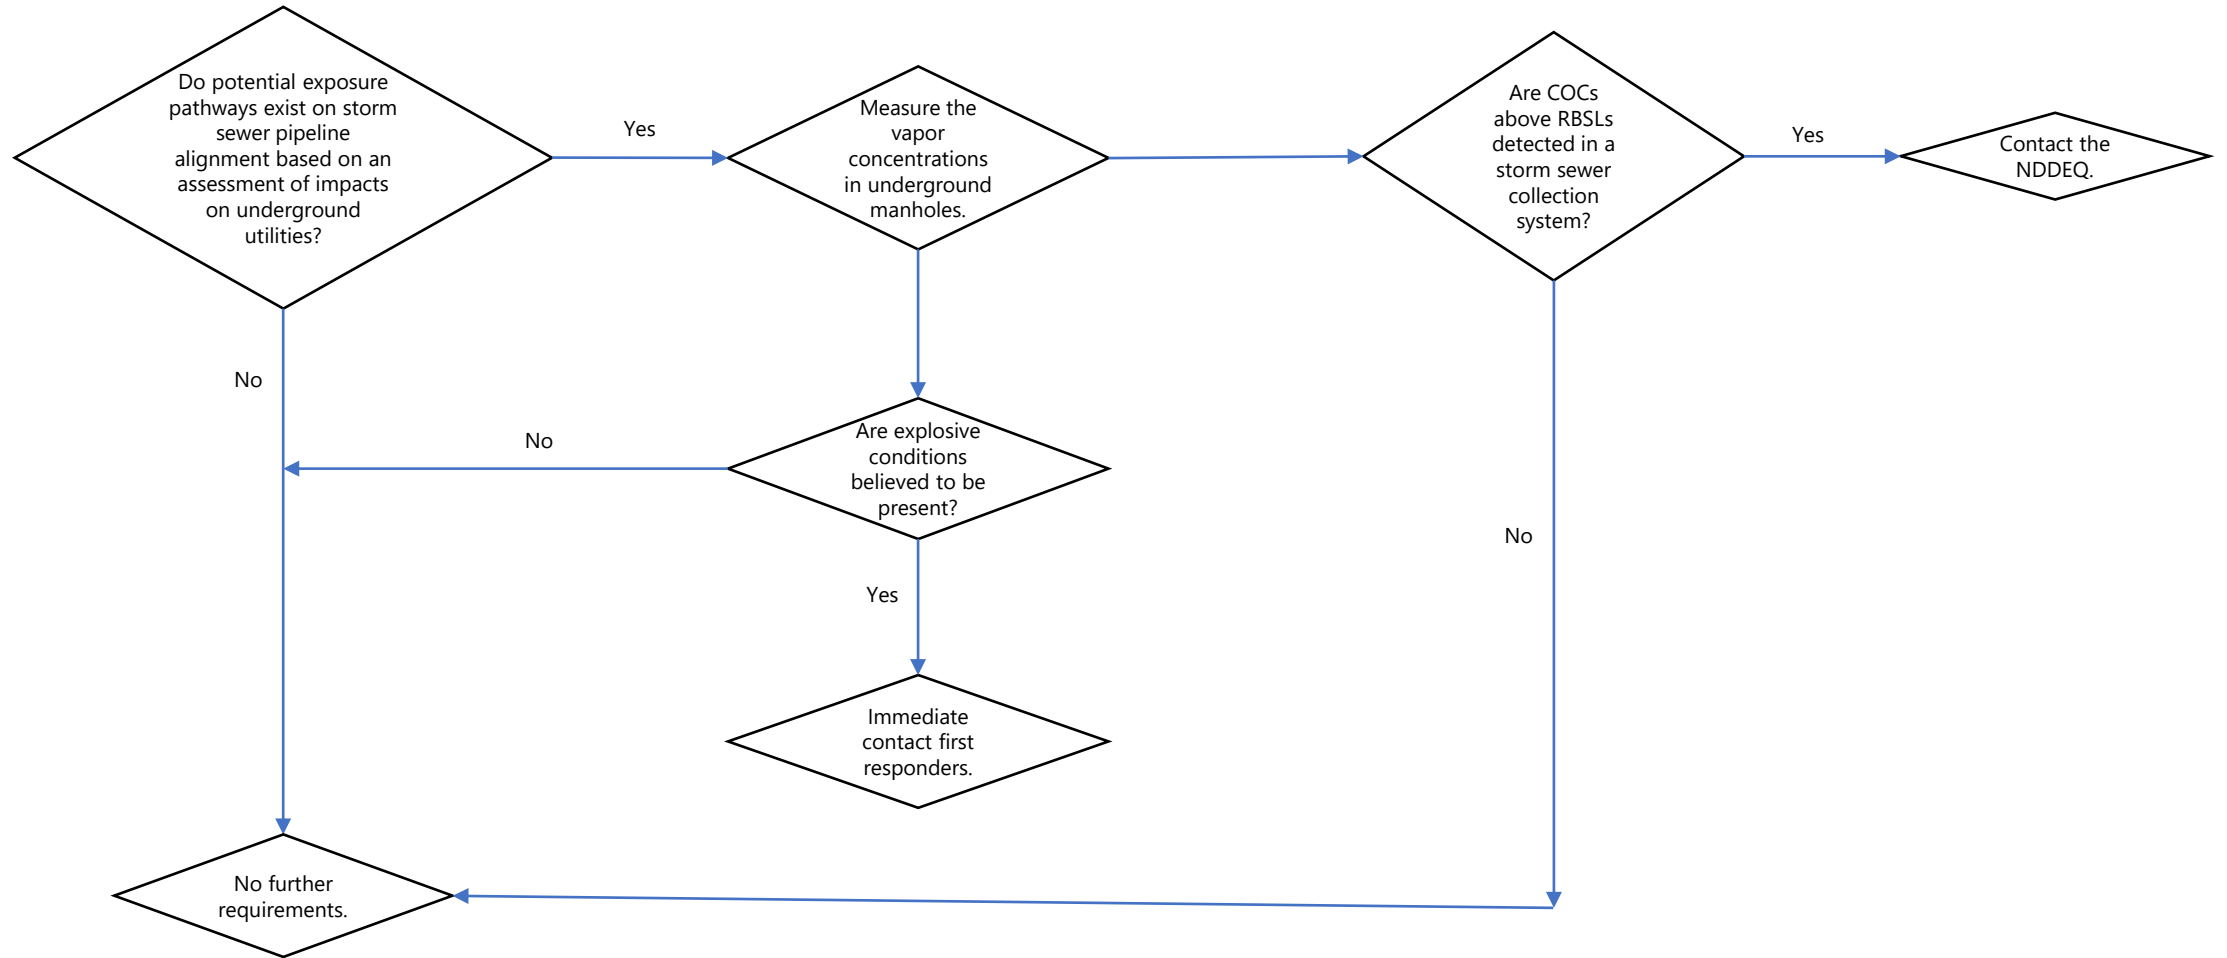 Do potential exposure
pathways exist on storm
sewer pipeline
alignment based on an
assessment of impacts
on underground
utilities?
Yes
Measure the
vapor
concentrations
in underground
manholes.
Are COCs
above RBSLs
detected in a
storm sewer
collection
system?
Yes
Contact the
NDDEQ.
No
No
Are explosive
conditions
believed to be
present?
No
Yes
Immediate
contact first
responders.
No further
requirements.